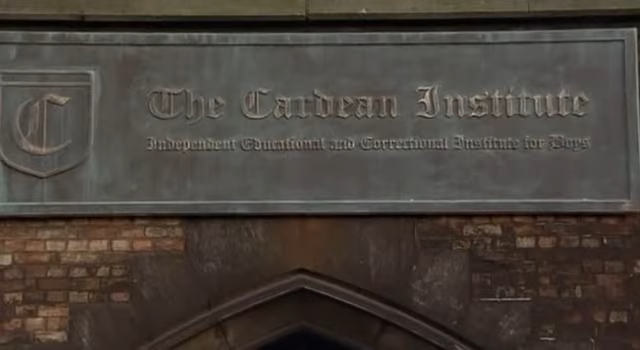 C
The Cardean Institute
Independent Educational and Correctional Institute for Boys